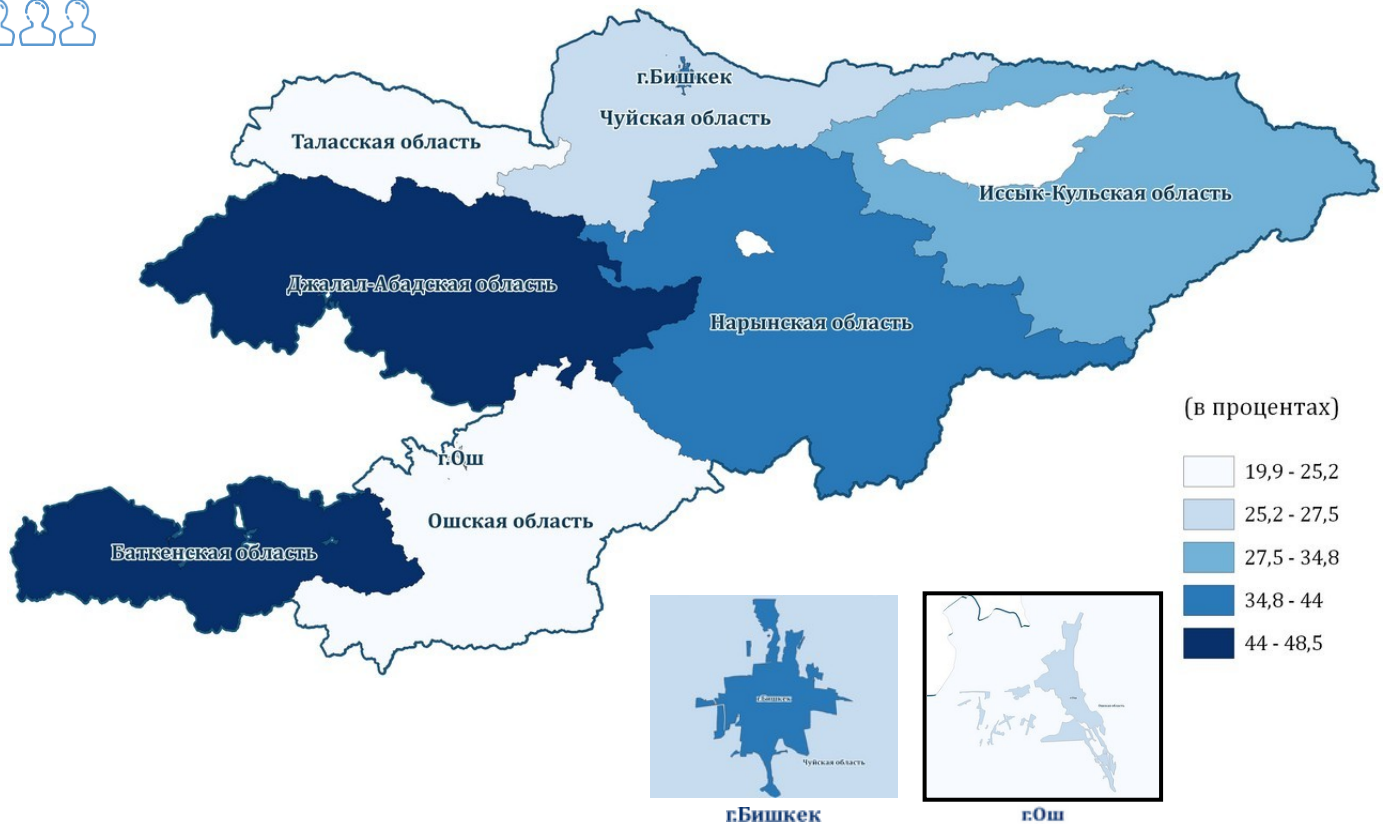 г.Бишкек
Чуйская область
Таласская область
Иссык-Кульская область
Джалал-Абадская область
Нарынская область
(в процентах)
19,9 - 25,2
25,2 - 27,5
27,5 - 34,8
34,8 - 44
44 - 48,5
г.Ош
Ошская область
Баткенская область
г.Бишкек
Чуйская область
г.Бишкек
г.Ош